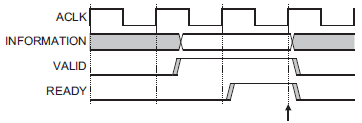 ACLK
INFORMATION
VALID
READY